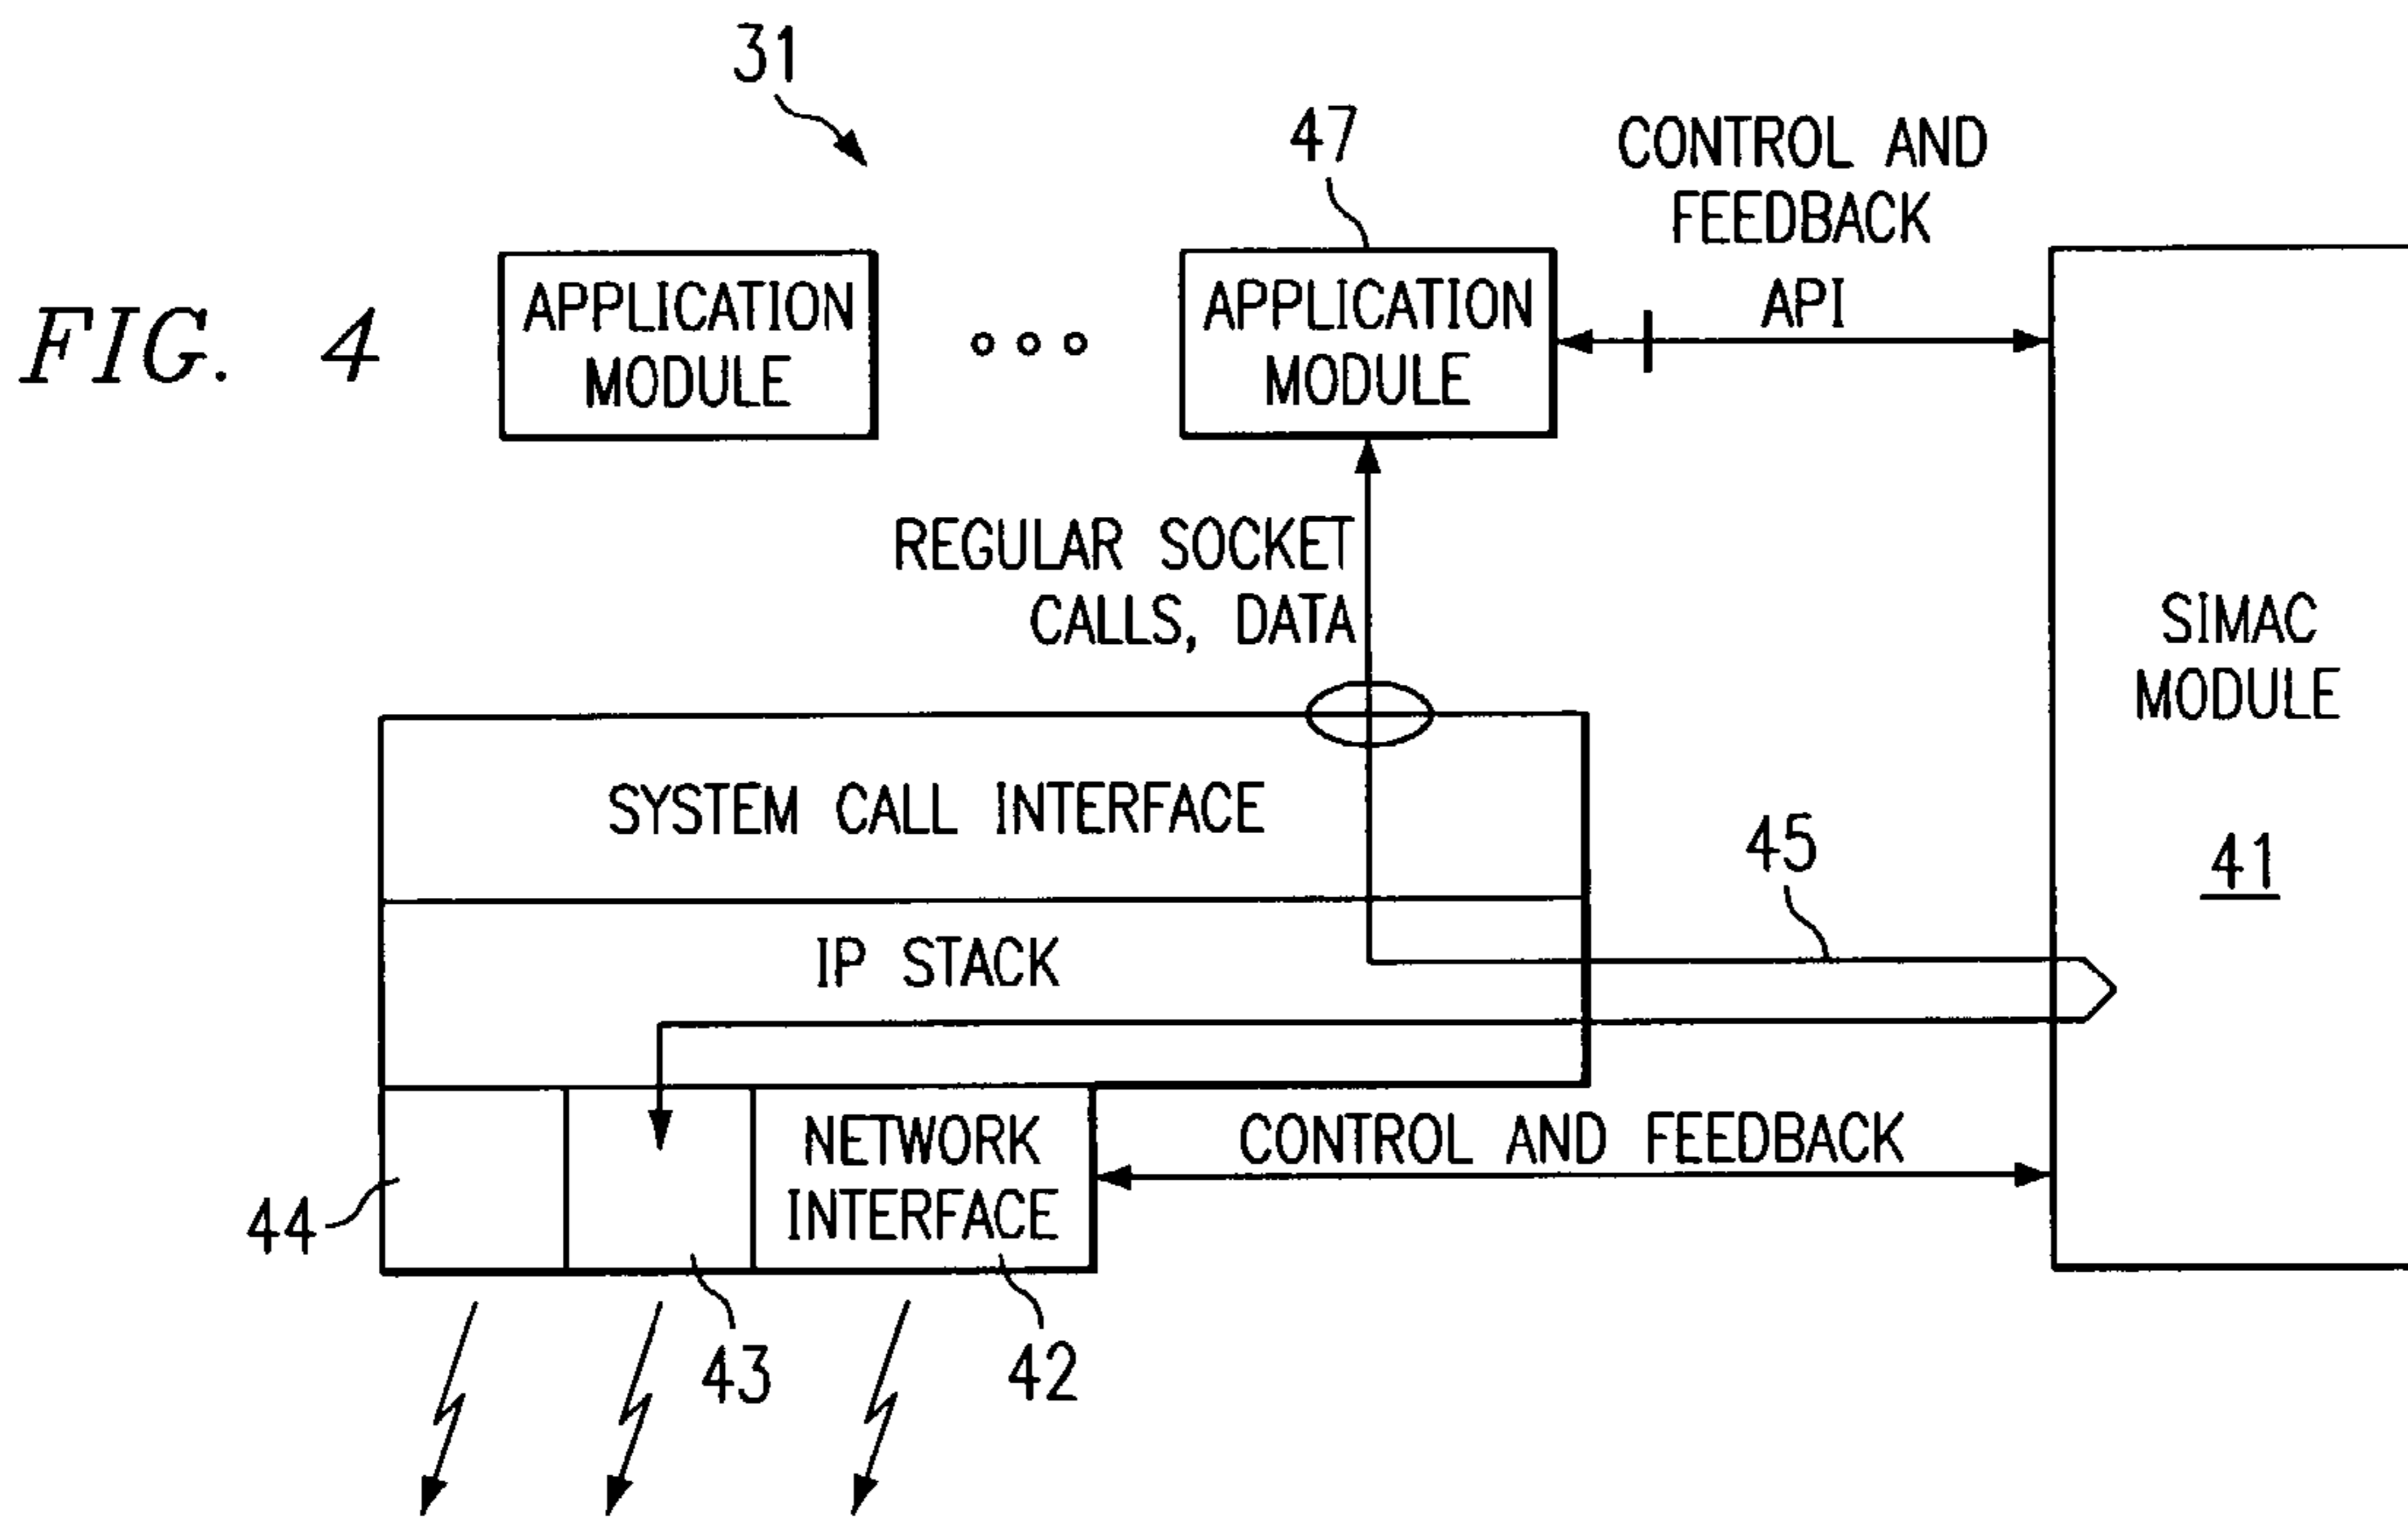 31
47
CONTROL AND
FEEDBACK
API
FIG. 4
APPLICATION
MODULE
APPLICATION
MODULE
REGULAR SOCKET
CALLS, DATA
SIMAC
MODULE
41
SYSTEM CALL INTERFACE
45
IP STACK
NETWORK
INTERFACE
CONTROL AND FEEDBACK
44
43
42